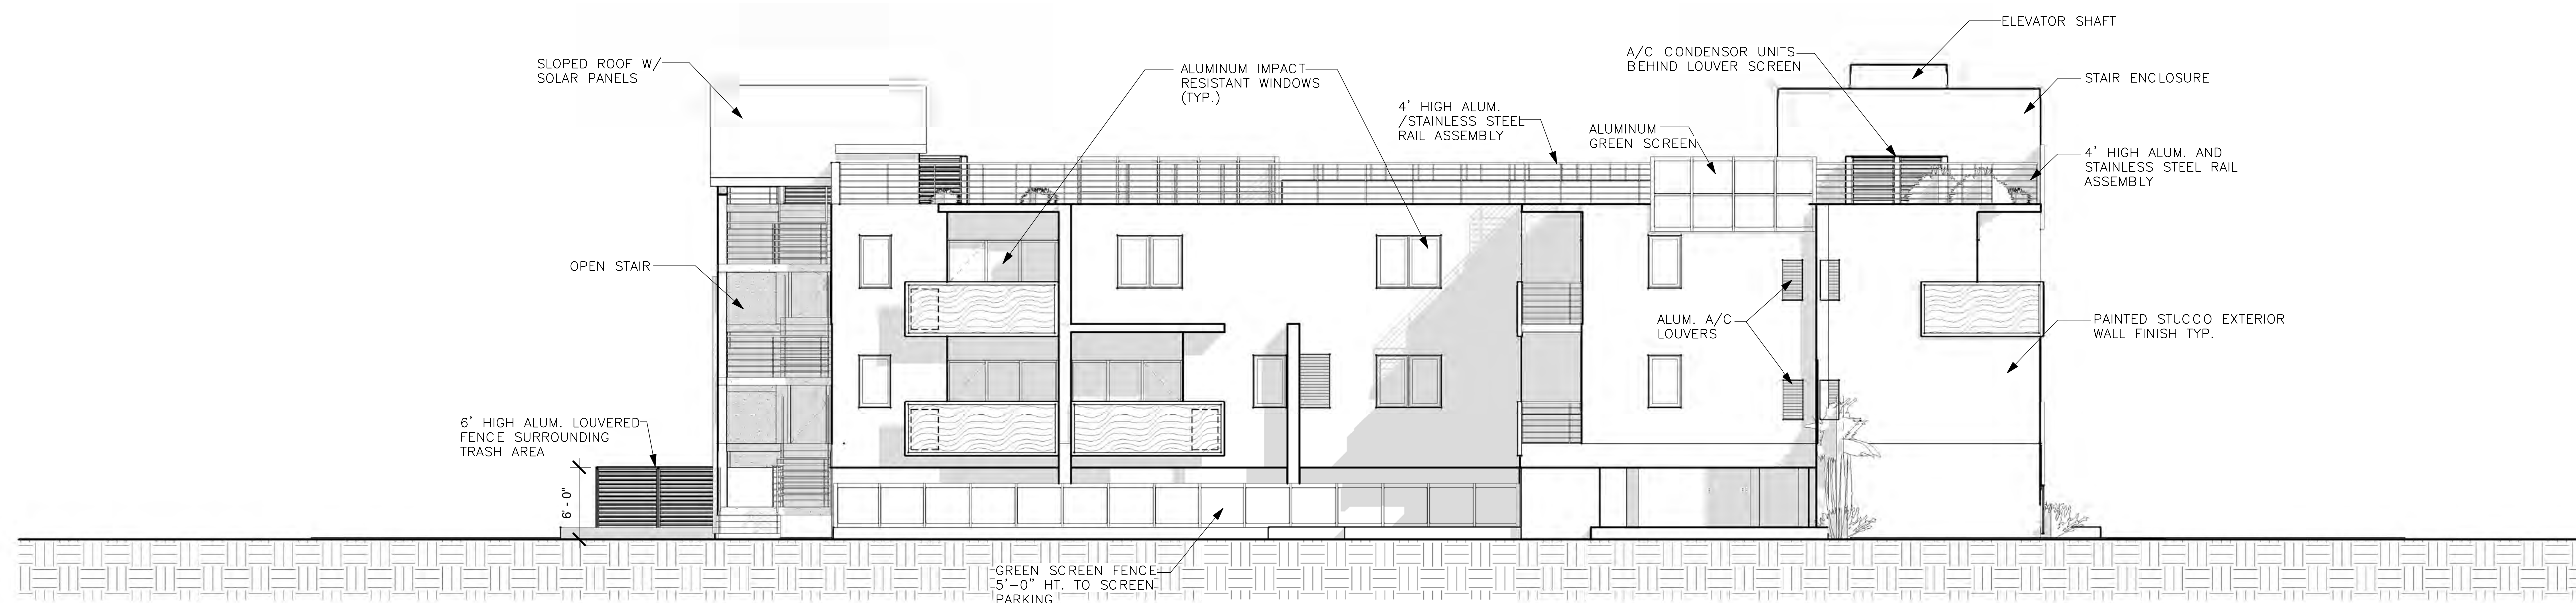 ELEVATOR SHAFT
SLOPED ROOF W/
SOLAR PANELS
ALUMINUM IMPACT
RESISTANT WINDOWS
(TYP.)
A/C CONDENSOR UNITS
BEHIND LOUVER SCREEN
STAIR ENCLOSURE
4' HIGH ALUM.
/STAINLESS STEEL
RAIL ASSEMBLY
ALUMINUM
GREEN SCREEN
4' HIGH ALUM. AND
STAINLESS STEEL RAIL
ASSEMBLY
OPEN STAIR
ALUM. A/C
LOUVERS
PAINTED STUCCO EXTERIOR
WALL FINISH TYP.
6' HIGH ALUM. LOUVERED
FENCE SURROUNDING
TRASH AREA
6'-0"
GREEN SCREEN FENCE
5'-0" HT. TO SCREEN
PARKING